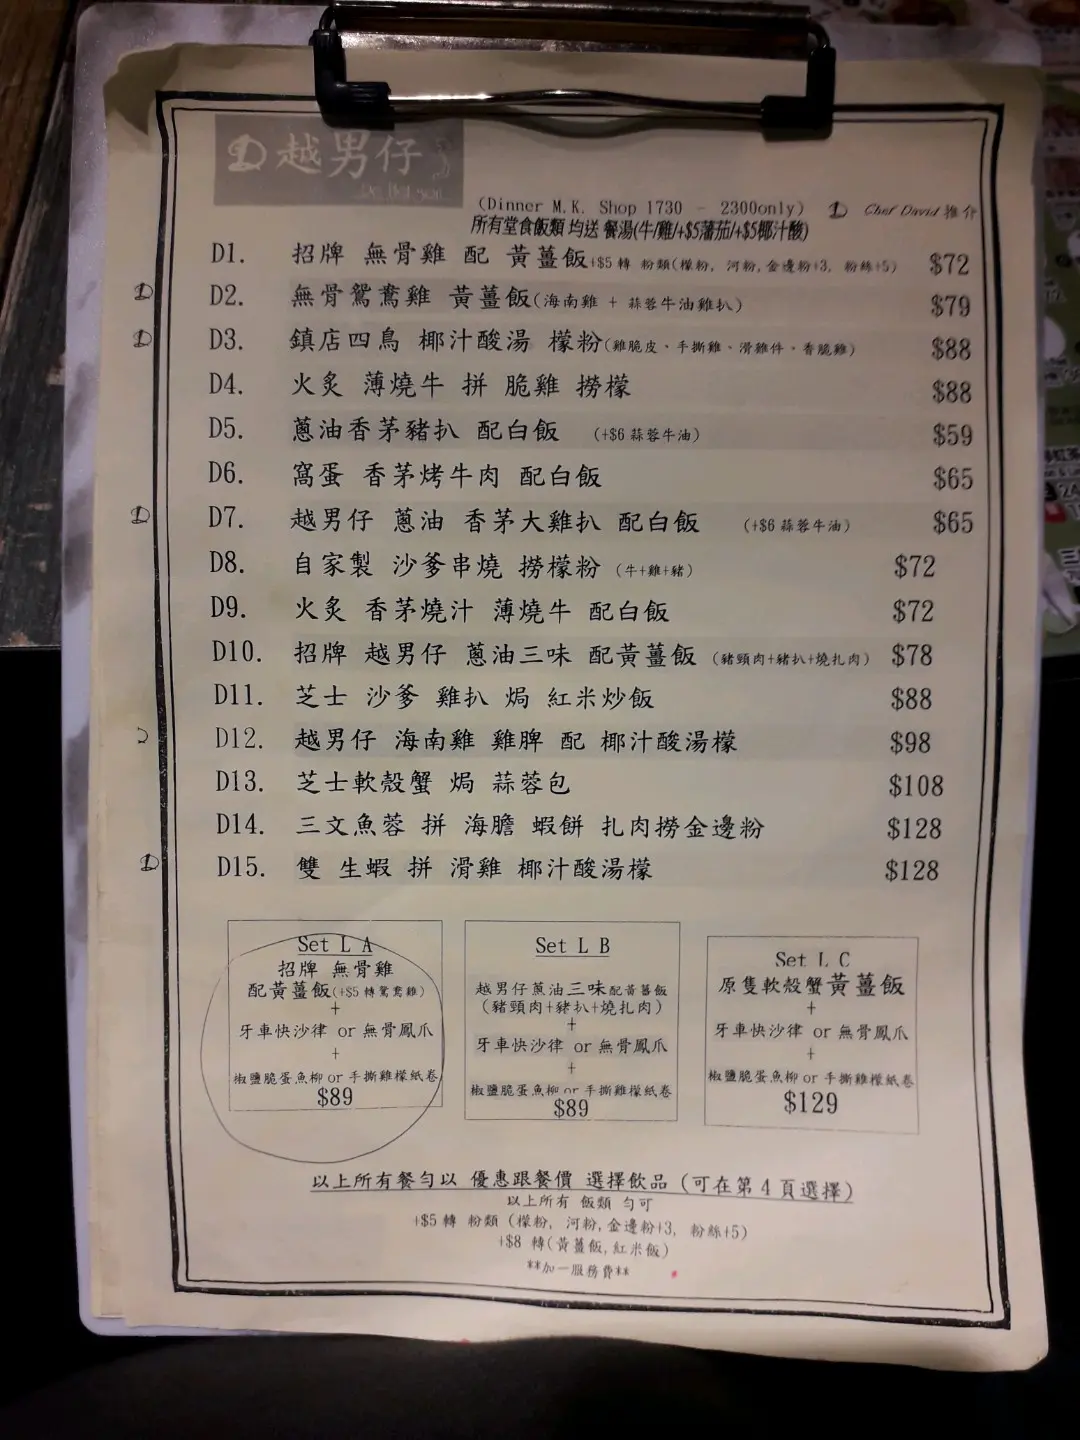 越男仔
(Dinner M.K. Shop 1730 - 2300only) Chef David 推介
所有堂食飯類 均送 餐湯(牛/雞/+$5蕃茄/+$5椰汁酸)
D1. 招牌 無骨雞 配 黃薑飯+$5 轉 粉類(檬粉, 河粉,金邊粉+3, 粉絲+5) $72
D2. 無骨鴛鴦雞 黃薑飯(海南雞 + 蒜蓉牛油雞扒) $79
D3. 鎮店四鳥 椰汁酸湯 檬粉(雞脆皮、手撕雞、滑雞件、香脆雞) $88
D4. 火炙 薄燒牛 拼 脆雞 撈檬 $88
D5. 蔥油香茅豬扒 配白飯 (+$6 蒜蓉牛油) $59
D6. 窩蛋 香茅烤牛肉 配白飯 $65
D7. 越男仔 蔥油 香茅大雞扒 配白飯 (+$6 蒜蓉牛油) $65
D8. 自家製 沙爹串燒 撈檬粉 (牛+雞+豬) $72
D9. 火炙 香茅燒汁 薄燒牛 配白飯 $72
D10. 招牌 越男仔 蔥油三味 配黃薑飯 (豬頸肉+豬扒+燒扎肉) $78
D11. 芝士 沙爹 雞扒 焗 紅米炒飯 $88
D12. 越男仔 海南雞 雞脾 配 椰汁酸湯檬 $98
D13. 芝士軟殼蟹 焗 蒜蓉包 $108
D14. 三文魚蓉 拼 海膽 蝦餅 扎肉撈金邊粉 $128
D15. 雙 生蝦 拼 滑雞 椰汁酸湯檬 $128
Set L A
招牌 無骨雞
配黃薑飯(+$5 轉鴛鴦雞)
+
牙車快沙律 or 無骨鳳爪
+
椒鹽脆蛋魚柳 or 手撕雞檬紙卷
$89
Set L B
越男仔蔥油三味配黃薑飯
(豬頸肉+豬扒+燒扎肉)
+
牙車快沙律 or 無骨鳳爪
+
椒鹽脆蛋魚柳 or 手撕雞檬紙卷
$89
Set L C
原隻軟殼蟹黃薑飯
+
牙車快沙律 or 無骨鳳爪
+
椒鹽脆蛋魚柳 or 手撕雞檬紙卷
$129
以上所有餐勻以 優惠跟餐價 選擇飲品 (可在第 4 頁選擇)
以上所有 飯類 勻可
+$5 轉 粉類 (檬粉, 河粉,金邊粉+3, 粉絲+5)
+$8 轉(黃薑飯,紅米飯)
**加一服務費**